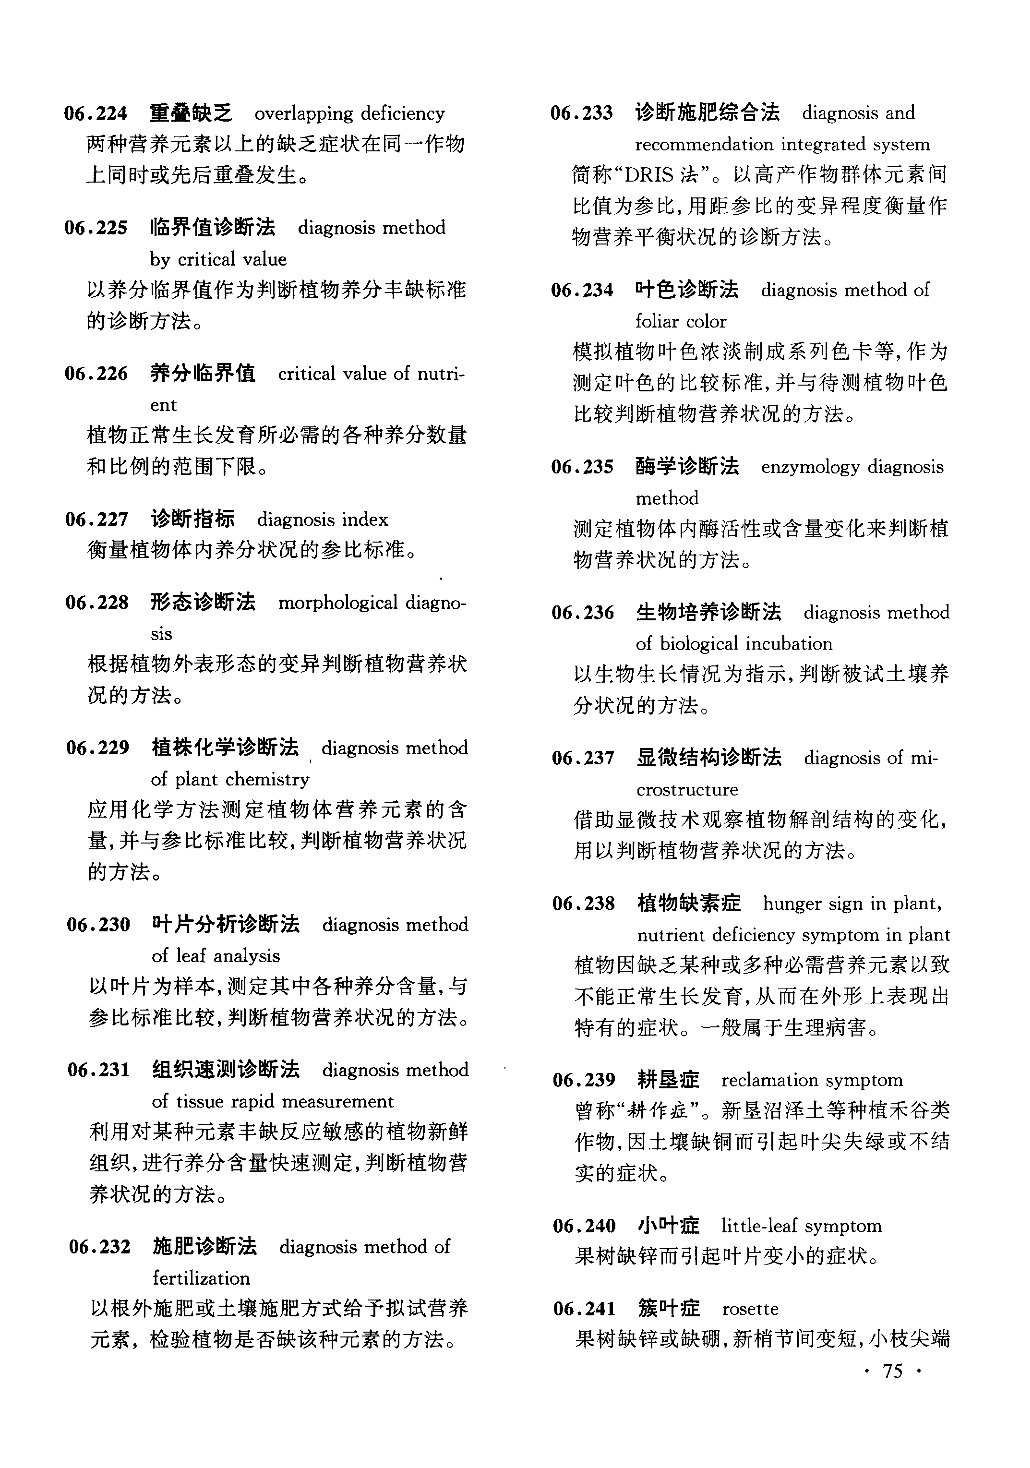 06.224 重叠缺乏 overlapping deficiency
两种营养元素以上的缺乏症状在同一作物
上同时或先后重叠发生。
06.225 临界值诊断法 diagnosis method
by critical value
以养分临界值作为判断植物养分丰缺标准
的诊断方法。
06.226 养分临界值 critical value of nutri-
ent
植物正常生长发育所必需的各种养分数量
和比例的范围下限。
06.227 诊断指标 diagnosis index
衡量植物体内养分状况的参比标准。
06.228 形态诊断法 morphological diagno-
sis
根据植物外表形态的变异判断植物营养状
况的方法。
06.229 植株化学诊断法 diagnosis method
of plant chemistry
应用化学方法测定植物体营养元素的含
量,并与参比标准比较,判断植物营养状况
的方法。
06.230 叶片分析诊断法 diagnosis method
of leaf analysis
以叶片为样本,测定其中各种养分含量,与
参比标准比较,判断植物营养状况的方法。
06.231 组织速测诊断法 diagnosis method
of tissue rapid measurement
利用对某种元素丰缺反应敏感的植物新鲜
组织,进行养分含量快速测定,判断植物营
养状况的方法。
06.232 施肥诊断法 diagnosis method of
fertilization
以根外施肥或土壤施肥方式给予拟试营养
元素,检验植物是否缺该种元素的方法。
06.233 诊断施肥综合法 diagnosis and
recommendation integrated system
简称“DRIS 法”。以高产作物群体元素间
比值为参比,用距参比的变异程度衡量作
物营养平衡状况的诊断方法。
06.234 叶色诊断法 diagnosis method of
foliar color
模拟植物叶色浓淡制成系列色卡等,作为
测定叶色的比较标准,并与待测植物叶色
比较判断植物营养状况的方法。
06.235 酶学诊断法 enzymology diagnosis
method
测定植物体内酶活性或含量变化来判断植
物营养状况的方法。
06.236 生物培养诊断法 diagnosis method
of biological incubation
以生物生长情况为指示,判断被试土壤养
分状况的方法。
06.237 显微结构诊断法 diagnosis of mi-
crostructure
借助显微技术观察植物解剖结构的变化,
用以判断植物营养状况的方法。
06.238 植物缺素症 hunger sign in plant,
nutrient deficiency symptom in plant
植物因缺乏某种或多种必需营养元素以致
不能正常生长发育,从而在外形上表现出
特有的症状。一般属于生理病害。
06.239 耕垦症 reclamation symptom
曾称“耕作症”。新垦沼泽土等种植禾谷类
作物,因土壤缺铜而引起叶尖失绿或不结
实的症状。
06.240 小叶症 little-leaf symptom
果树缺锌而引起叶片变小的症状。
06.241 簇叶症 rosette
果树缺锌或缺硼,新梢节间变短,小枝尖端
· 75 ·